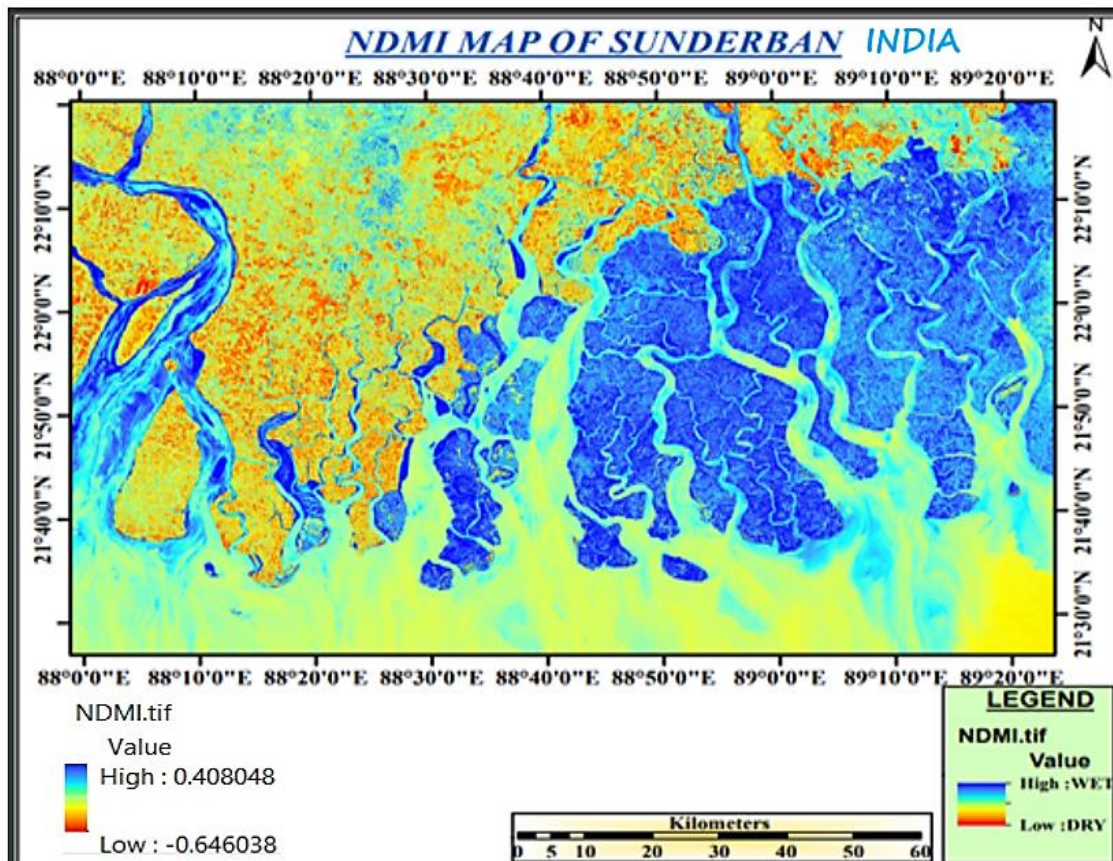 NDMI MAP OF SUNDERBAN INDIA
N
88°0'0"E 88°10'0"E 88°20'0"E 88°30'0"E 88°40'0"E 88°50'0"E 89°0'0"E 89°10'0"E 89°20'0"E
22°10'0"N
22°0'0"N
21°50'0"N
21°40'0"N
22°10'0"N
22°0'0"N
21°50'0"N
21°40'0"N
21°30'0"N
88°0'0"E 88°10'0"E 88°20'0"E 88°30'0"E 88°40'0"E 88°50'0"E 89°0'0"E 89°10'0"E 89°20'0"E
NDMI.tif
Value
High : 0.408048
Low : -0.646038
Kilometers
0 5 10 20 30 40 50 60
LEGEND
NDMI.tif
Value
High :WET
Low :DRY